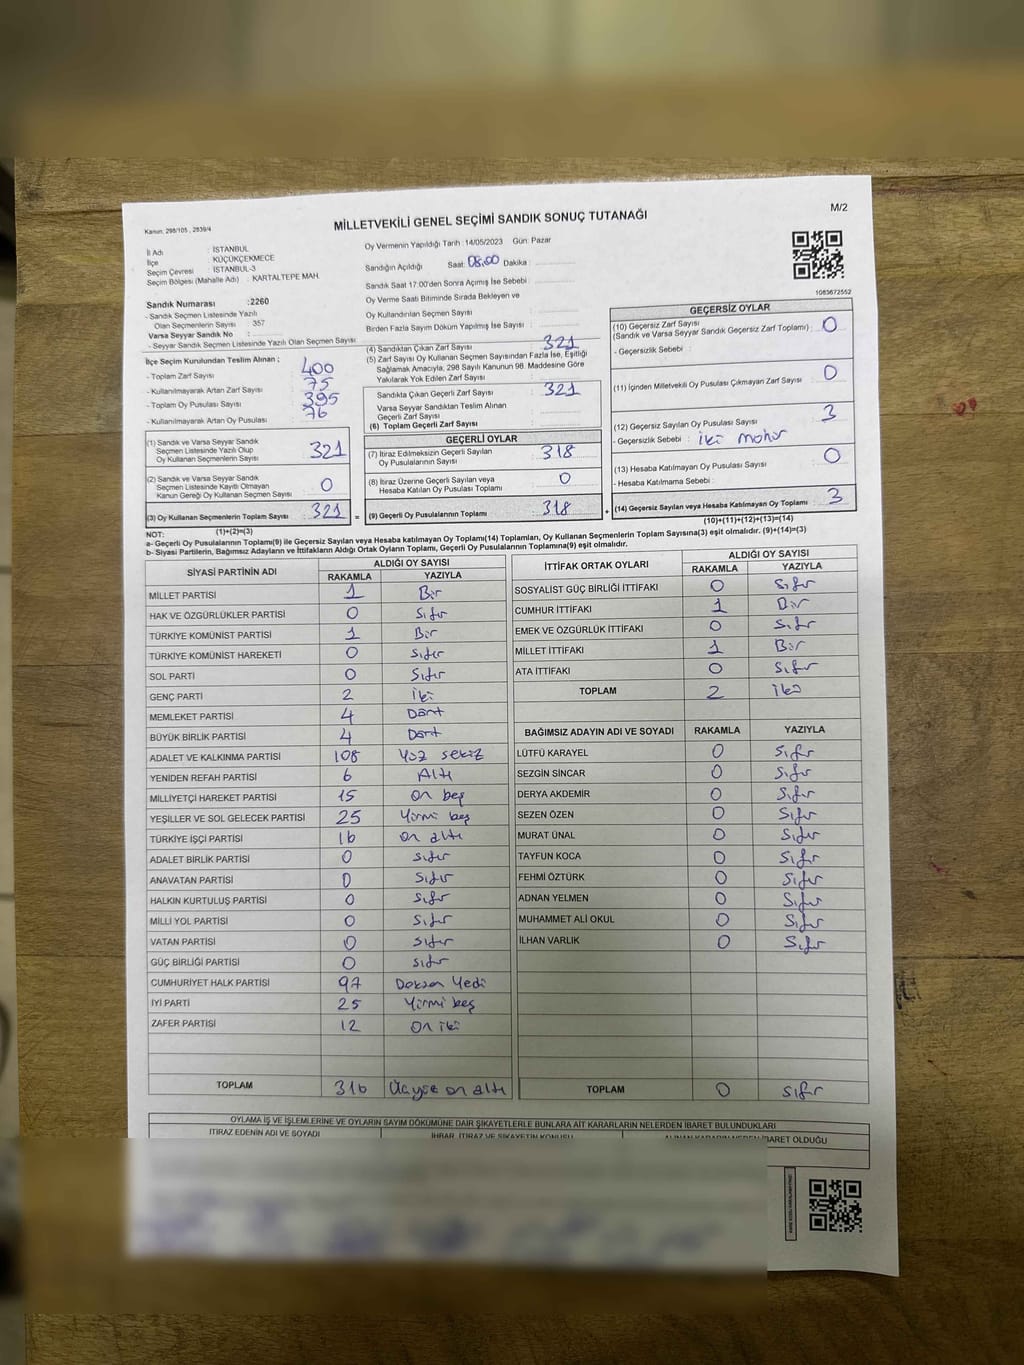 M/2
Kanun, 298/105 , 2839/4
MİLLETVEKİLİ GENEL SEÇİMİ SANDIK SONUÇ TUTANAĞI
İl Adı : İSTANBUL
İlçe : KÜÇÜKÇEKMECE
Seçim Çevresi : İSTANBUL-3
Seçim Bölgesi (Mahalle Adı) : KARTALTEPE MAH.
Sandık Numarası : 2260
- Sandık Seçmen Listesinde Yazılı
Olan Seçmenlerin Sayısı : 357
Varsa Seyyar Sandık No :
- Seyyar Sandık Seçmen Listesinde Yazılı Olan Seçmen Sayısı
İlçe Seçim Kurulundan Teslim Alınan ;
- Toplam Zarf Sayısı 400
- Kullanılmayarak Artan Zarf Sayısı 75
- Toplam Oy Pusulası Sayısı 395
- Kullanılmayarak Artan Oy Pusulası 76
(1) Sandık ve Varsa Seyyar Sandık
Seçmen Listesinde Yazılı Olup
Oy Kullanan Seçmenlerin Sayısı 321
(2) Sandık ve Varsa Seyyar Sandık
Seçmen Listesinde Kayıtlı Olmayan
Kanun Gereği Oy Kullanan Seçmen Sayısı 0
(3) Oy Kullanan Seçmenlerin Toplam Sayısı 321
(1)+(2)=(3)
Oy Vermenin Yapıldığı Tarih : 14/05/2023 Gün: Pazar
Sandığın Açıldığı Saat: 08.00 Dakika :
Sandık Saat 17:00'den Sonra Açılmış İse Sebebi :
Oy Verme Saati Bitiminde Sırada Bekleyen ve
Oy Kullandırılan Seçmen Sayısı :
Birden Fazla Sayım Döküm Yapılmış İse Sayısı :
(4) Sandıktan Çıkan Zarf Sayısı 321
(5) Zarf Sayısı Oy Kullanan Seçmen Sayısından Fazla İse, Eşitliği
Sağlamak Amacıyla, 298 Sayılı Kanunun 98. Maddesine Göre
Yakılarak Yok Edilen Zarf Sayısı :
Sandıkta Çıkan Geçerli Zarf Sayısı : 321
Varsa Seyyar Sandıktan Teslim Alınan
Geçerli Zarf Sayısı :
(6) Toplam Geçerli Zarf Sayısı :
GEÇERLİ OYLAR
(7) İtiraz Edilmeksizin Geçerli Sayılan
Oy Pusulalarının Sayısı 318
(8) İtiraz Üzerine Geçerli Sayılan veya
Hesaba Katılan Oy Pusulası Toplamı 0
= (9) Geçerli Oy Pusulalarının Toplamı 318 +
1083672552
GEÇERSİZ OYLAR
(10) Geçersiz Zarf Sayısı
(Sandık ve Varsa Seyyar Sandık Geçersiz Zarf Toplamı) : 0
- Geçersizlik Sebebi :
(11) İçinden Milletvekili Oy Pusulası Çıkmayan Zarf Sayısı 0
(12) Geçersiz Sayılan Oy Pusulası Sayısı 3
- Geçersizlik Sebebi : iki mühür
(13) Hesaba Katılmayan Oy Pusulası Sayısı 0
- Hesaba Katılmama Sebebi :
(14) Geçersiz Sayılan veya Hesaba Katılmayan Oy Toplamı 3
(10)+(11)+(12)+(13)=(14)
NOT:
a- Geçerli Oy Pusulalarının Toplamı(9) ile Geçersiz Sayılan veya Hesaba katılmayan Oy Toplamı(14) Toplamları, Oy Kullanan Seçmenlerin Toplam Sayısına(3) eşit olmalıdır. (9)+(14)=(3)
b- Siyasi Partilerin, Bağımsız Adayların ve İttifakların Aldığı Ortak Oyların Toplamı, Geçerli Oy Pusulalarının Toplamına(9) eşit olmalıdır.
SİYASİ PARTİNİN ADI ALDIĞI OY SAYISI
RAKAMLA YAZIYLA
MİLLET PARTİSİ 1 Bir
HAK VE ÖZGÜRLÜKLER PARTİSİ 0 Sıfır
TÜRKİYE KOMÜNİST PARTİSİ 1 Bir
TÜRKİYE KOMÜNİST HAREKETİ 0 Sıfır
SOL PARTİ 0 Sıfır
GENÇ PARTİ 2 İki
MEMLEKET PARTİSİ 4 Dört
BÜYÜK BİRLİK PARTİSİ 4 Dört
ADALET VE KALKINMA PARTİSİ 108 Yüz sekiz
YENİDEN REFAH PARTİSİ 6 Altı
MİLLİYETÇİ HAREKET PARTİSİ 15 on beş
YEŞİLLER VE SOL GELECEK PARTİSİ 25 Yirmi beş
TÜRKİYE İŞÇİ PARTİSİ 16 on altı
ADALET BİRLİK PARTİSİ 0 Sıfır
ANAVATAN PARTİSİ 0 Sıfır
HALKIN KURTULUŞ PARTİSİ 0 Sıfır
MİLLİ YOL PARTİSİ 0 Sıfır
VATAN PARTİSİ 0 Sıfır
GÜÇ BİRLİĞİ PARTİSİ 0 Sıfır
CUMHURİYET HALK PARTİSİ 97 Doksan Yedi
İYİ PARTİ 25 Yirmi beş
ZAFER PARTİSİ 12 On iki
TOPLAM 316 Üçyüz on altı
İTTİFAK ORTAK OYLARI ALDIĞI OY SAYISI
RAKAMLA YAZIYLA
SOSYALİST GÜÇ BİRLİĞİ İTTİFAKI 0 Sıfır
CUMHUR İTTİFAKI 1 Bir
EMEK VE ÖZGÜRLÜK İTTİFAKI 0 Sıfır
MİLLET İTTİFAKI 1 Bir
ATA İTTİFAKI 0 Sıfır
TOPLAM 2 iki
BAĞIMSIZ ADAYIN ADI VE SOYADI RAKAMLA YAZIYLA
LÜTFÜ KARAYEL 0 Sıfır
SEZGİN SİNCAR 0 Sıfır
DERYA AKDEMİR 0 Sıfır
SEZEN ÖZEN 0 Sıfır
MURAT ÜNAL 0 Sıfır
TAYFUN KOCA 0 Sıfır
FEHMİ ÖZTÜRK 0 Sıfır
ADNAN YELMEN 0 Sıfır
MUHAMMET ALİ OKUL 0 Sıfır
İLHAN VARLIK 0 Sıfır
TOPLAM 0 Sıfır
OYLAMA İŞ VE İŞLEMLERİNE VE OYLARIN SAYIM DÖKÜMÜNE DAİR ŞİKAYETLERLE BUNLARA AİT KARARLARIN NELERDEN İBARET BULUNDUKLARI
İTİRAZ EDENİN ADI VE SOYADI İHBAR, İTİRAZ VE ŞİKAYETİN KONUSU ALINAN KARARIN NEDEN İBARET OLDUĞU